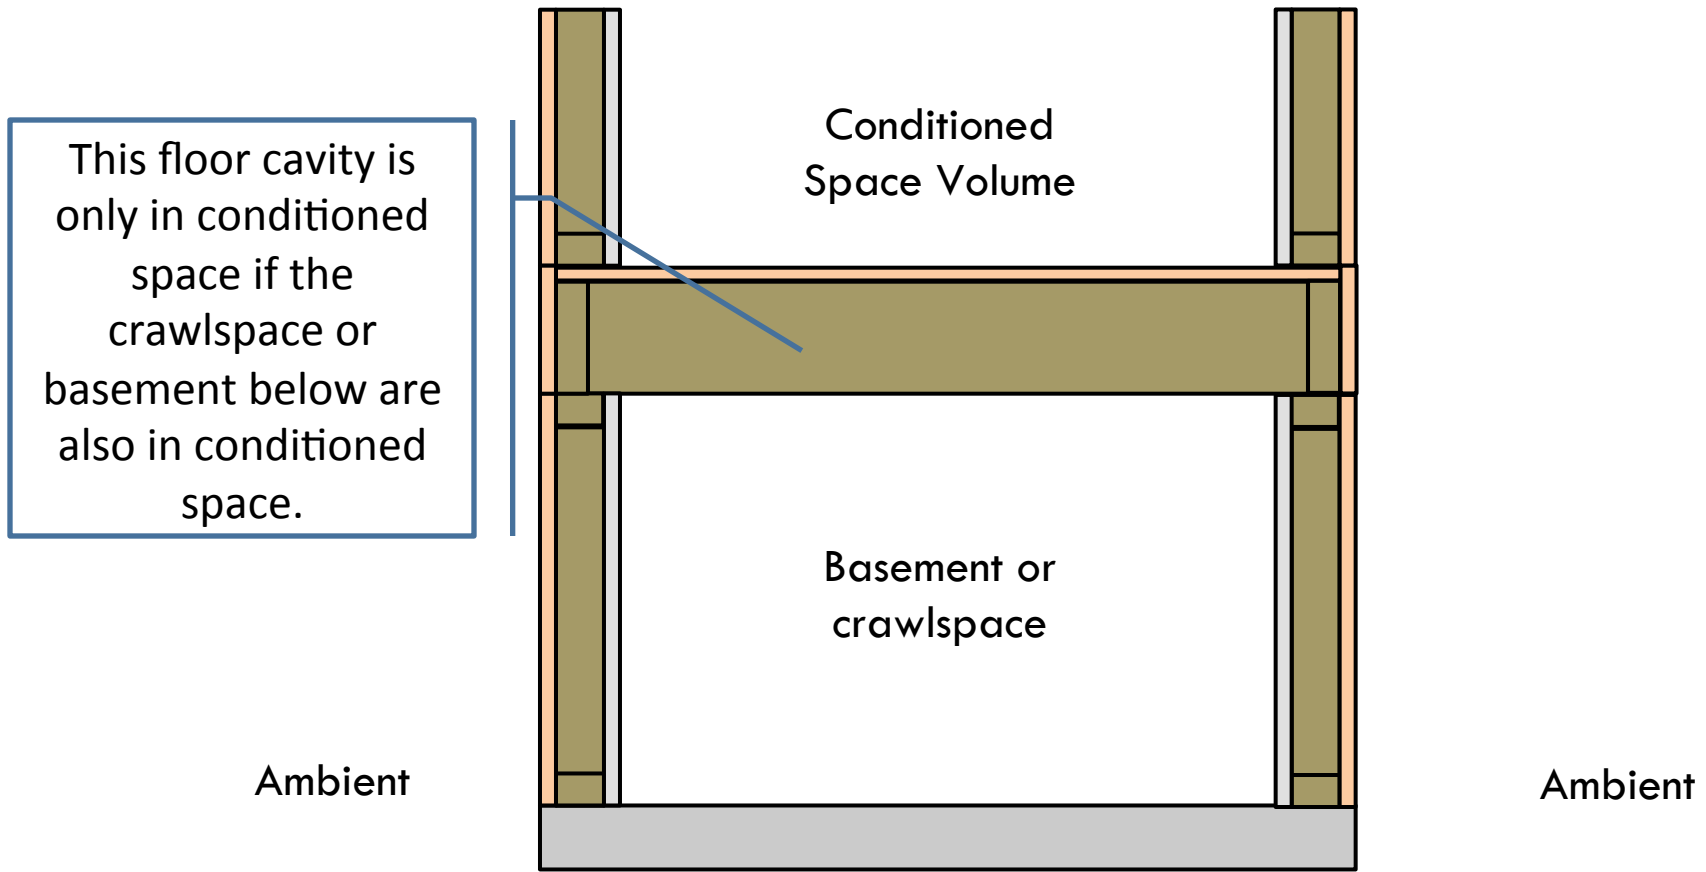 Conditioned
Space Volume
This floor cavity is
only in conditioned
space if the
crawlspace or
basement below are
also in conditioned
space.
Basement or
crawlspace
Ambient
Ambient